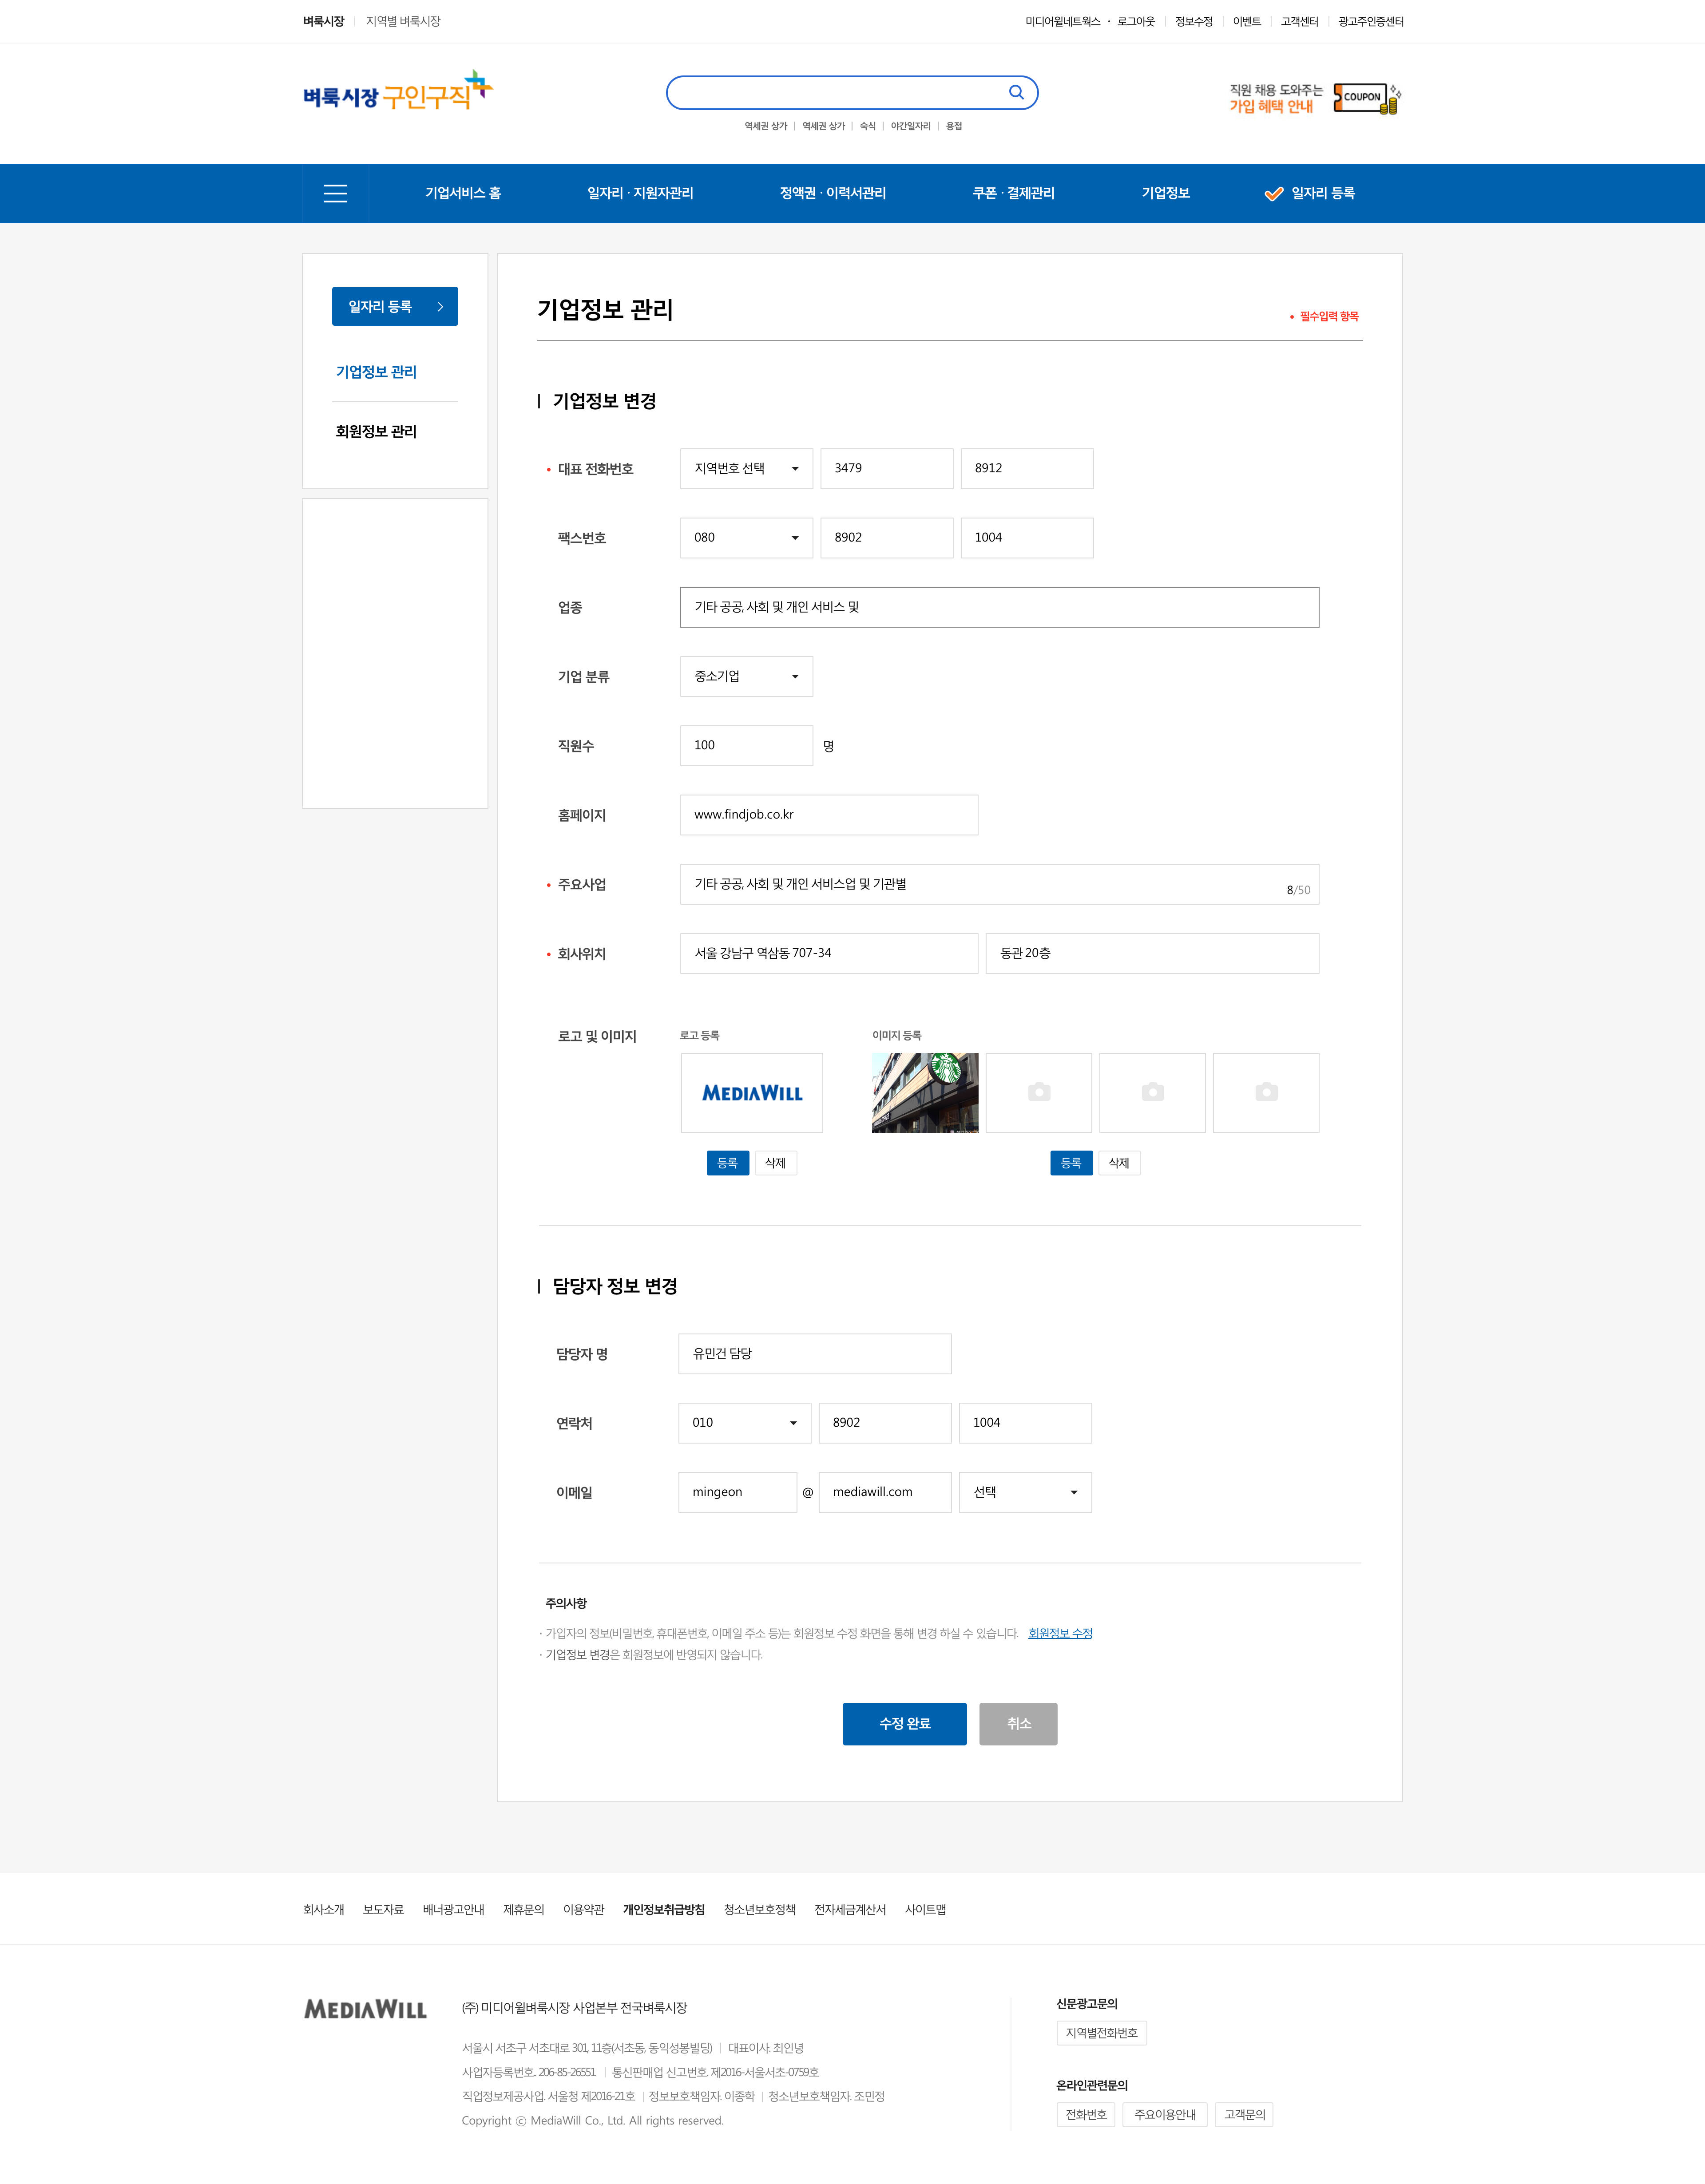 벼룩시장 지역별 벼룩시장 미디어윌네트웍스 · 로그아웃 정보수정 이벤트 고객센터 광고주인증센터
벼룩시장 구인구직
역세권 상가 | 역세권 상가 | 숙식 | 야간일자리 | 용접
직원 채용 도와주는
가입 혜택 안내
COUPON
기업서비스 홈 일자리 · 지원자관리 정액권 · 이력서관리 쿠폰 · 결제관리 기업정보 일자리 등록
일자리 등록
기업정보 관리
회원정보 관리
기업정보 관리
• 필수입력 항목
기업정보 변경
• 대표 전화번호 지역번호 선택 3479 8912
팩스번호 080 8902 1004
업종 기타 공공, 사회 및 개인 서비스 및
기업 분류 중소기업
직원수 100 명
홈페이지 www.findjob.co.kr
• 주요사업 기타 공공, 사회 및 개인 서비스업 및 기관별 8/50
• 회사위치 서울 강남구 역삼동 707-34 동관 20층
로고 및 이미지 로고 등록 이미지 등록
MEDIAWILL
등록 삭제 등록 삭제
담당자 정보 변경
담당자 명 유민건 담당
연락처 010 8902 1004
이메일 mingeon @ mediawill.com 선택
주의사항
· 가입자의 정보(비밀번호, 휴대폰번호, 이메일 주소 등)는 회원정보 수정 화면을 통해 변경 하실 수 있습니다. 회원정보 수정
· 기업정보 변경은 회원정보에 반영되지 않습니다.
수정 완료 취소
회사소개 보도자료 배너광고안내 제휴문의 이용약관 개인정보취급방침 청소년보호정책 전자세금계산서 사이트맵
MEDIAWILL
(주) 미디어윌벼룩시장 사업본부 전국벼룩시장
서울시 서초구 서초대로 301, 11층(서초동, 동익성봉빌딩) | 대표이사. 최인녕
사업자등록번호. 206-85-26551 | 통신판매업 신고번호. 제2016-서울서초-0759호
직업정보제공사업. 서울청 제2016-21호 | 정보보호책임자. 이종학 | 청소년보호책임자. 조민정
Copyright ⓒ MediaWill Co., Ltd. All rights reserved.
신문광고문의
지역별전화번호
온라인관련문의
전화번호 주요이용안내 고객문의